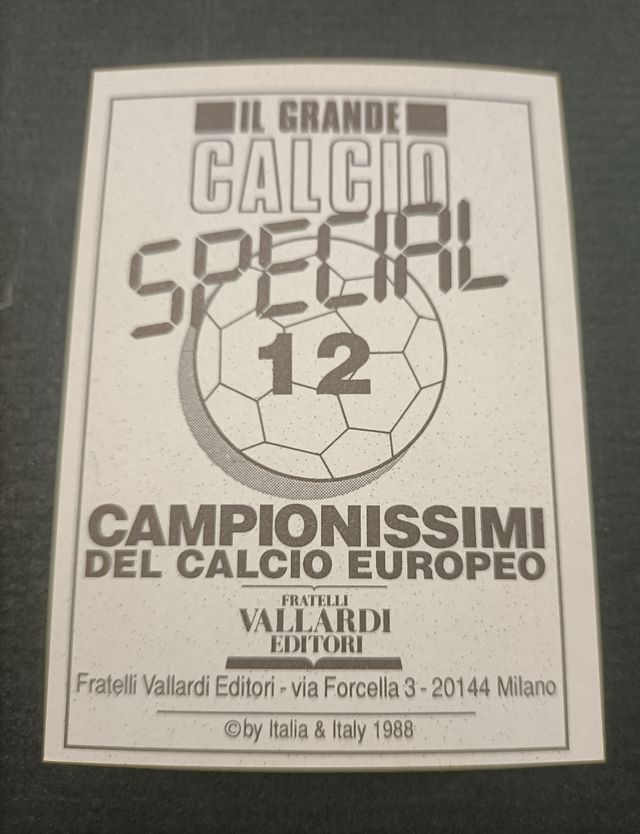 IL GRANDE
CALCIO
SPECIAL
12
CAMPIONISSIMI
DEL CALCIO EUROPEO
FRATELLI
VALLARDI
EDITORI
Fratelli Vallardi Editori - via Forcella 3 - 20144 Milano
©by Italia & Italy 1988